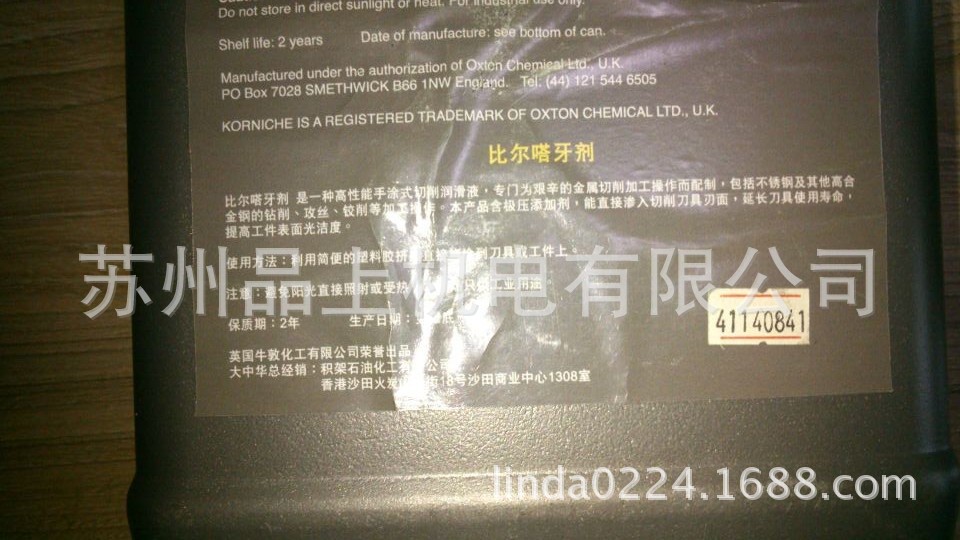 Do not store in direct sunlight or heat. For industrial use only.
Shelf life: 2 years Date of manufacture: see bottom of can.
Manufactured under the authorization of Oxton Chemical Ltd., U.K.
PO Box 7028 SMETHWICK B66 1NW England. Tel. (44) 121 544 6505
KORNICHE IS A REGISTERED TRADEMARK OF OXTON CHEMICAL LTD., U.K.
比尔嗒牙剂
比尔嗒牙剂 是一种高性能手涂式切削润滑液，专门为艰辛的金属切削加工操作而配制，包括不锈钢及其他高合
金钢的钻削、攻丝、铰削等加工操作。本产品含极压添加剂，能直接渗入切削刀具刃面，延长刀具使用寿命，
提高工件表面光洁度。
使用方法：利用简便的塑料胶挤 直接 到刀具或工件上。
苏州品上机电有限公司
注意：避免阳光直接照射或受热 只供工业用途
41140841
保质期：2年 生产日期：
英国牛敦化工有限公司荣誉出品
大中华总经销：积架石油化工有限公司
香港沙田火炭 街18号沙田商业中心1308室
linda0224.1688.com